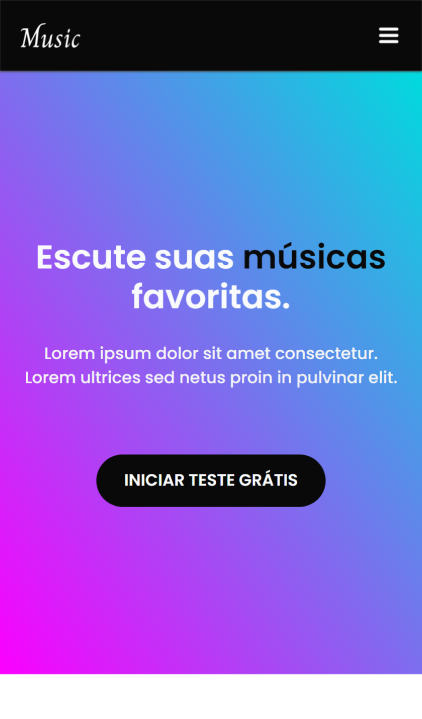 Music
Escute suas músicas
favoritas.
Lorem ipsum dolor sit amet consectetur.
Lorem ultrices sed netus proin in pulvinar elit.
INICIAR TESTE GRÁTIS